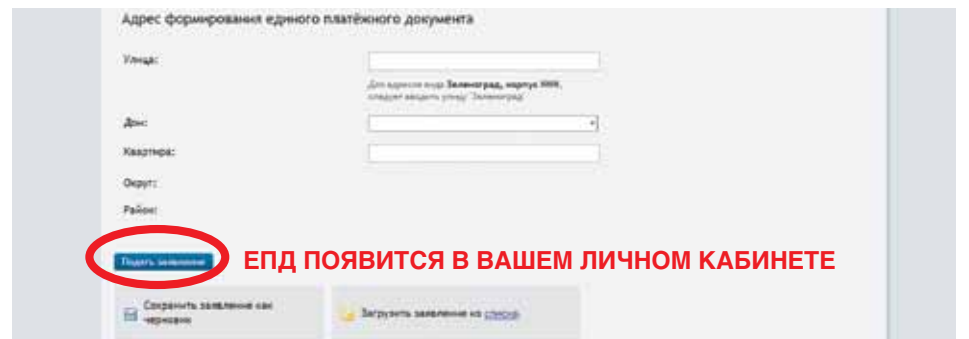 Адрес формирования единого платёжного документа
Улица:
Для адресов вида Зеленоград, корпус NNN,
следует вводить улицу "Зеленоград"
Дом:
Квартира:
Округ:
Район:
Подать заявление
ЕПД ПОЯВИТСЯ В ВАШЕМ ЛИЧНОМ КАБИНЕТЕ
Сохранить заявление как
черновик
Загрузить заявление из списка